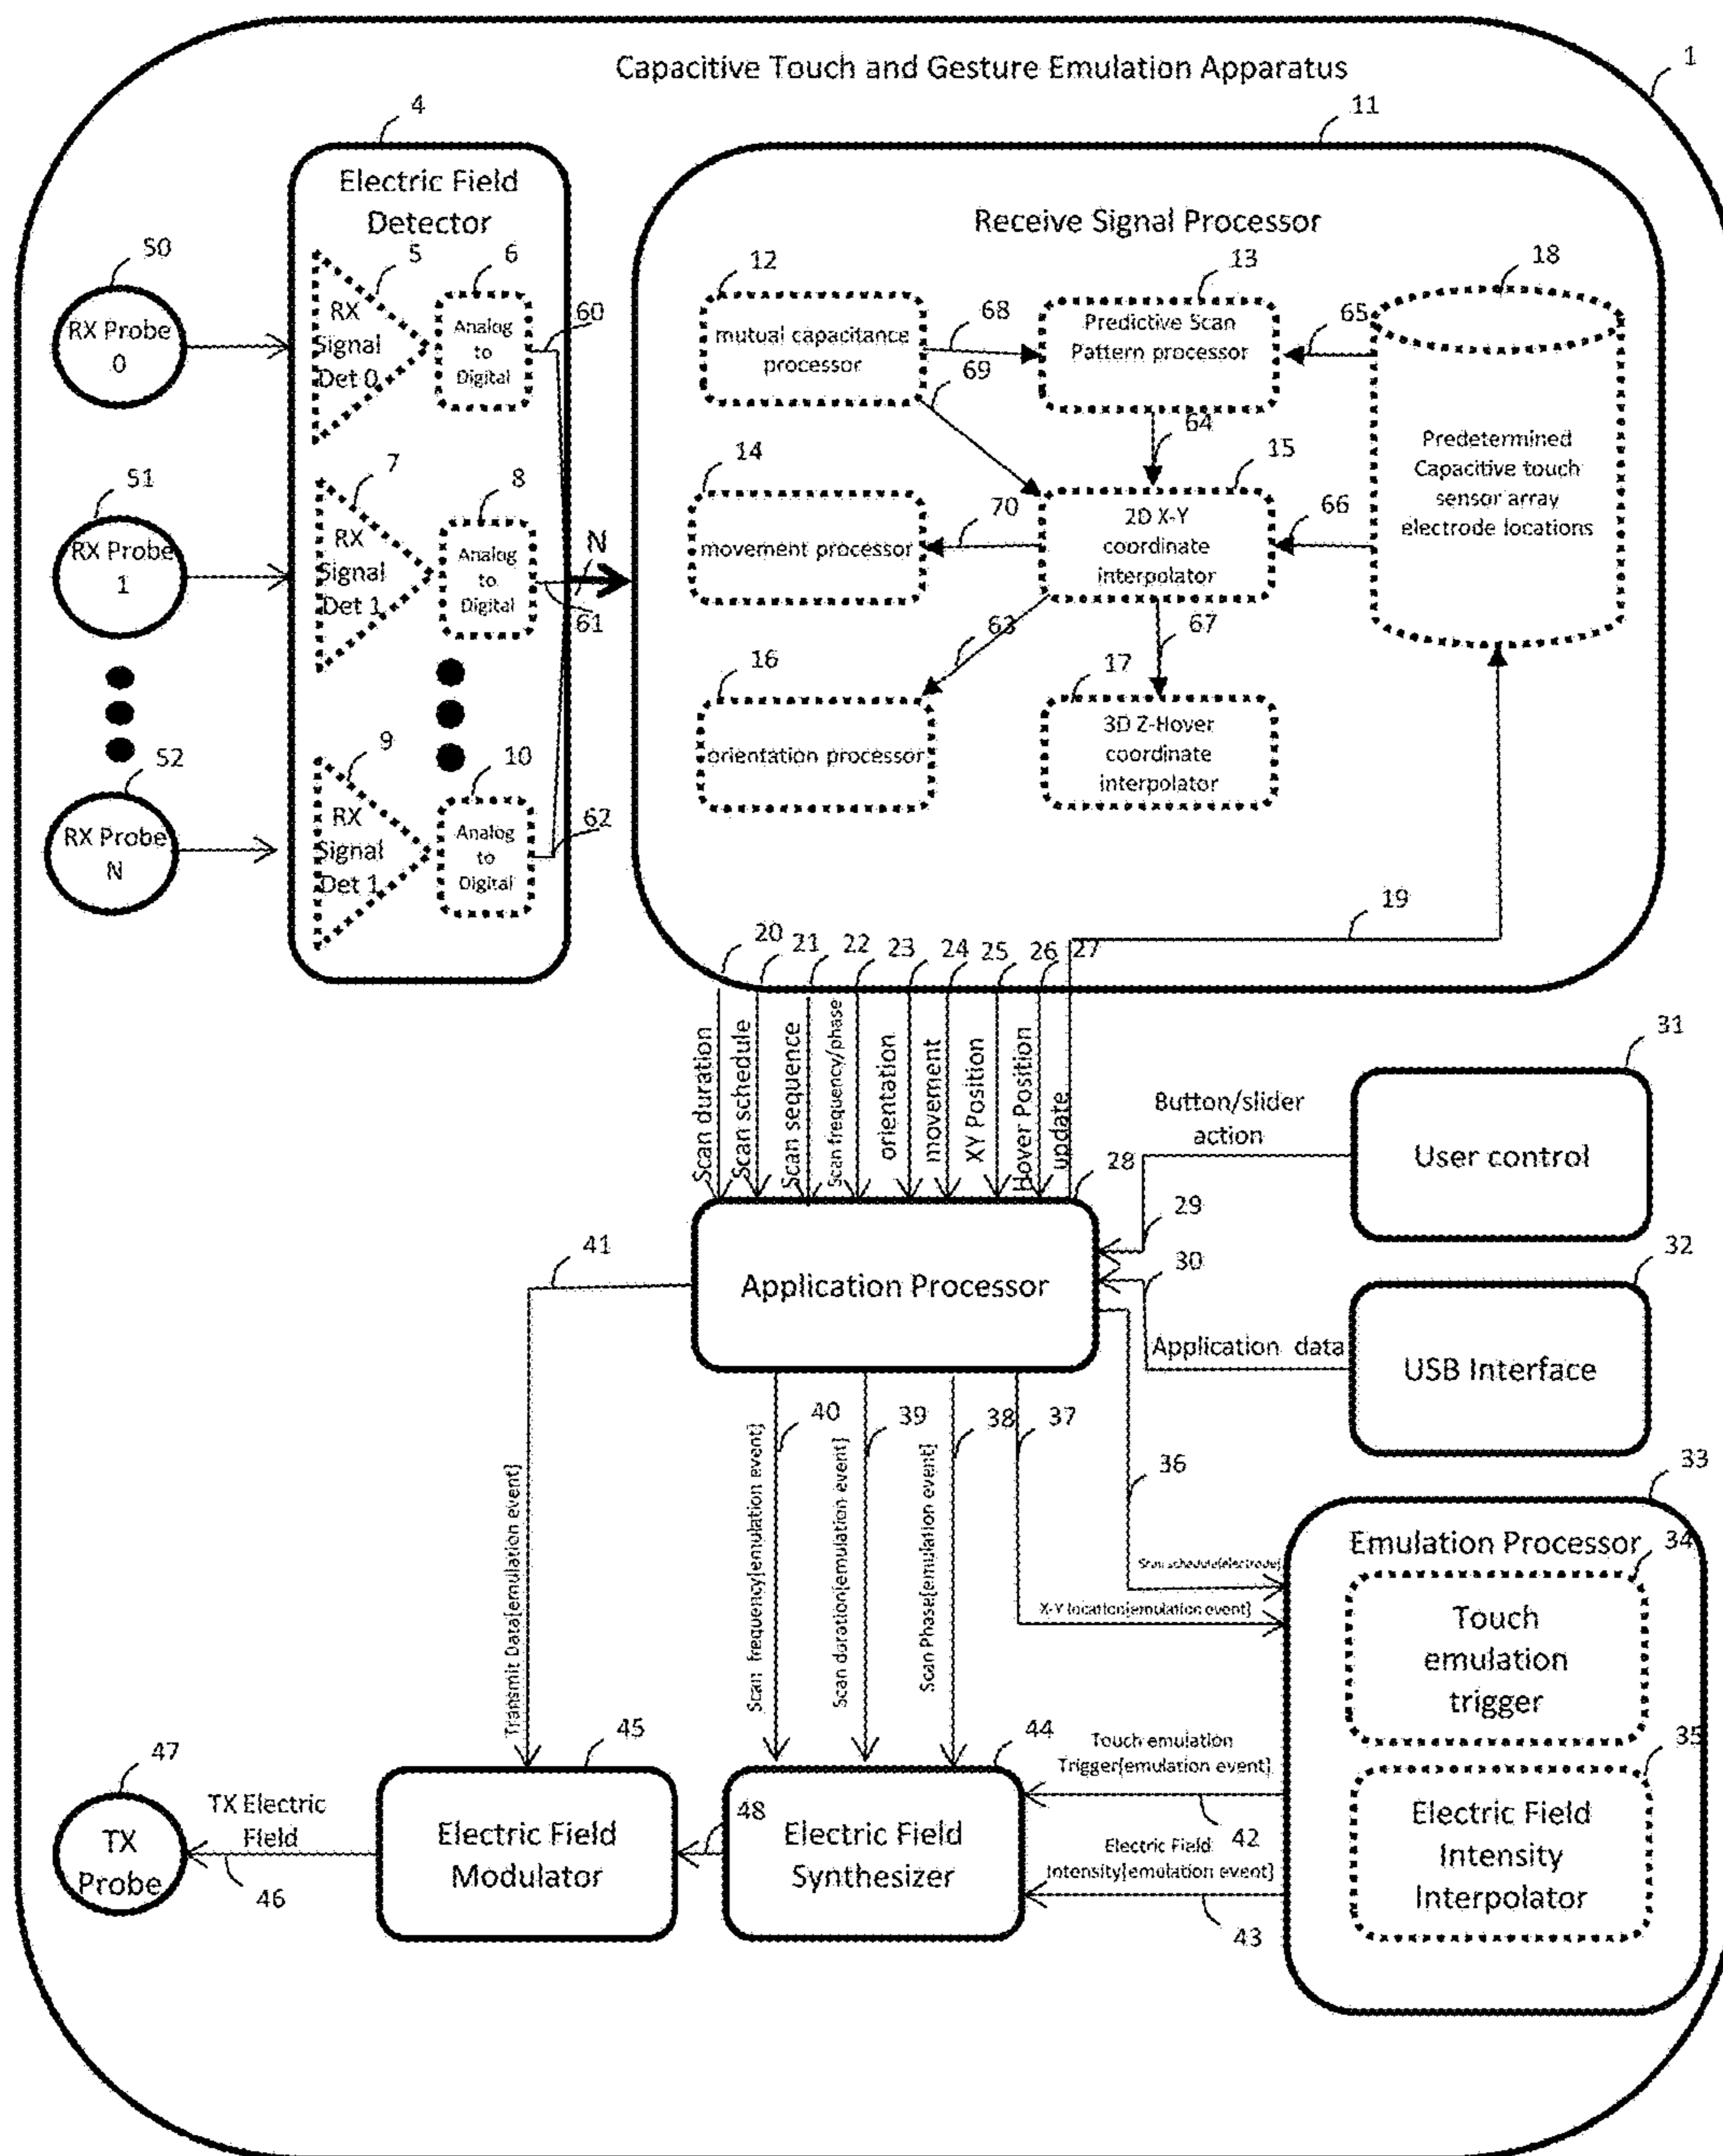 Capacitive Touch and Gesture Emulation Apparatus
1
4
11
Electric Field
Detector
Receive Signal Processor
50
RX Probe
0
5
6
RX
Signal
Det 0
Analog
to
Digital
60
12
mutual capacitance
processor
68
69
13
Predictive Scan
Pattern processor
65
18
Predetermined
Capacitive touch
sensor array
electrode locations
64
51
RX Probe
1
7
8
RX
Signal
Det 1
Analog
to
Digital
N
61
14
movement processor
70
15
2D X-Y
coordinate
interpolator
66
63
67
16
orientation processor
17
3D Z-Hover
coordinate
interpolator
52
RX Probe
N
9
10
RX
Signal
Det 1
Analog
to
Digital
62
19
20
21
22
23
24
25
26
27
Scan duration
Scan schedule
Scan sequence
Scan frequency/phase
orientation
movement
XY Position
Hover Position
update
28
31
Button/slider
action
User control
29
30
32
Application Processor
Application data
USB Interface
41
40
39
38
37
36
Transmit Data[emulation event]
Scan frequency[emulation event]
Scan duration[emulation event]
Scan Phase[emulation event]
Scan schedule[electrode]
X-Y location[emulation event]
33
Emulation Processor
34
Touch
emulation
trigger
35
Electric Field
Intensity
Interpolator
47
TX
Probe
TX Electric
Field
46
45
Electric Field
Modulator
48
44
Electric Field
Synthesizer
Touch emulation
Trigger[emulation event]
42
Electric Field
Intensity[emulation event]
43